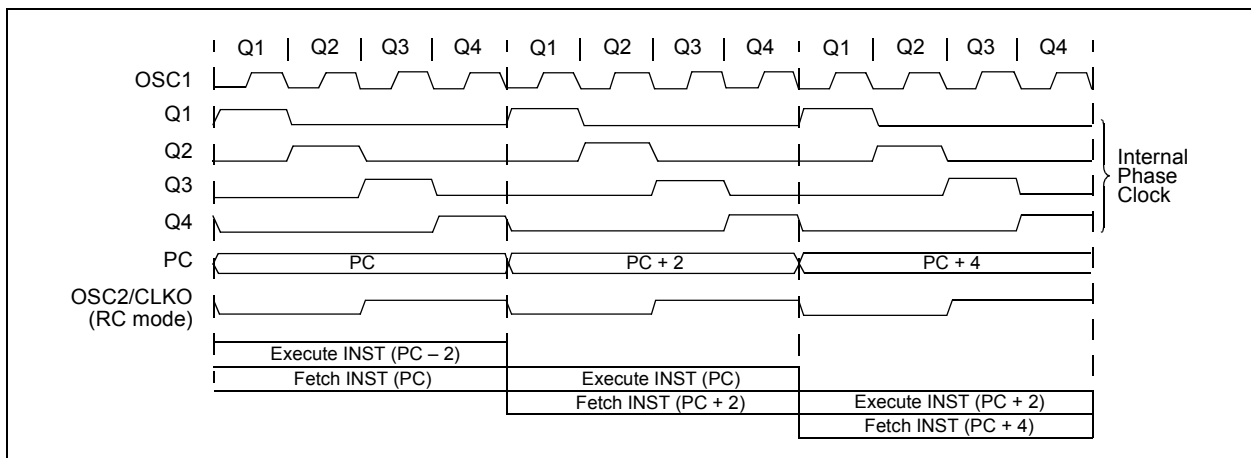 Q1 Q2 Q3 Q4 Q1 Q2 Q3 Q4 Q1 Q2 Q3 Q4
OSC1
Q1
Q2
Q3
Q4
Internal
Phase
Clock
PC PC PC + 2 PC + 4
OSC2/CLKO
(RC mode)
Execute INST (PC – 2)
Fetch INST (PC) Execute INST (PC)
Fetch INST (PC + 2) Execute INST (PC + 2)
Fetch INST (PC + 4)